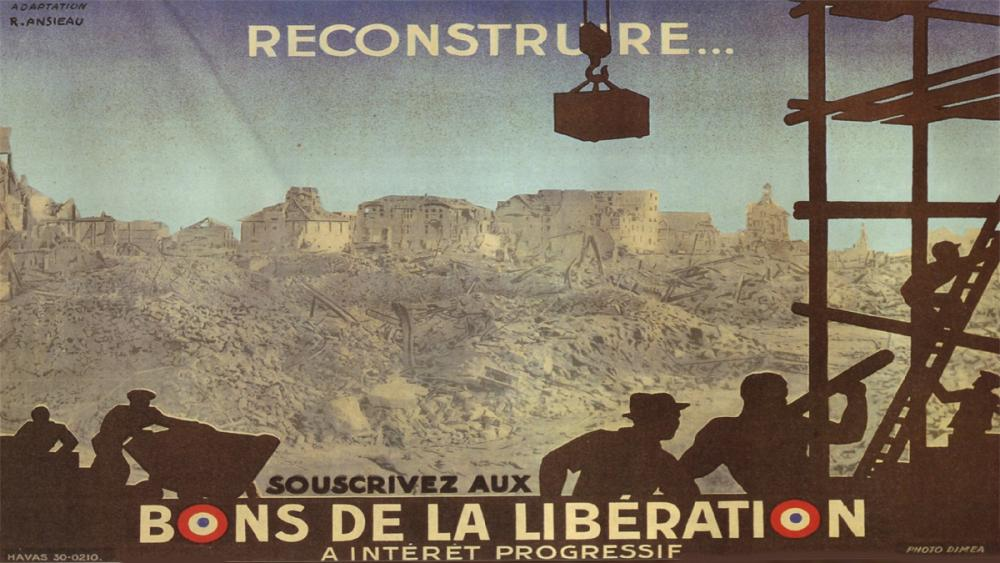 ADAPTATION
R. ANSIEAU
RECONSTRUIRE...
SOUSCRIVEZ AUX
BONS DE LA LIBÉRATION
A INTÉRÊT PROGRESSIF
HAVAS 30-0210.
PHOTO DIMEA